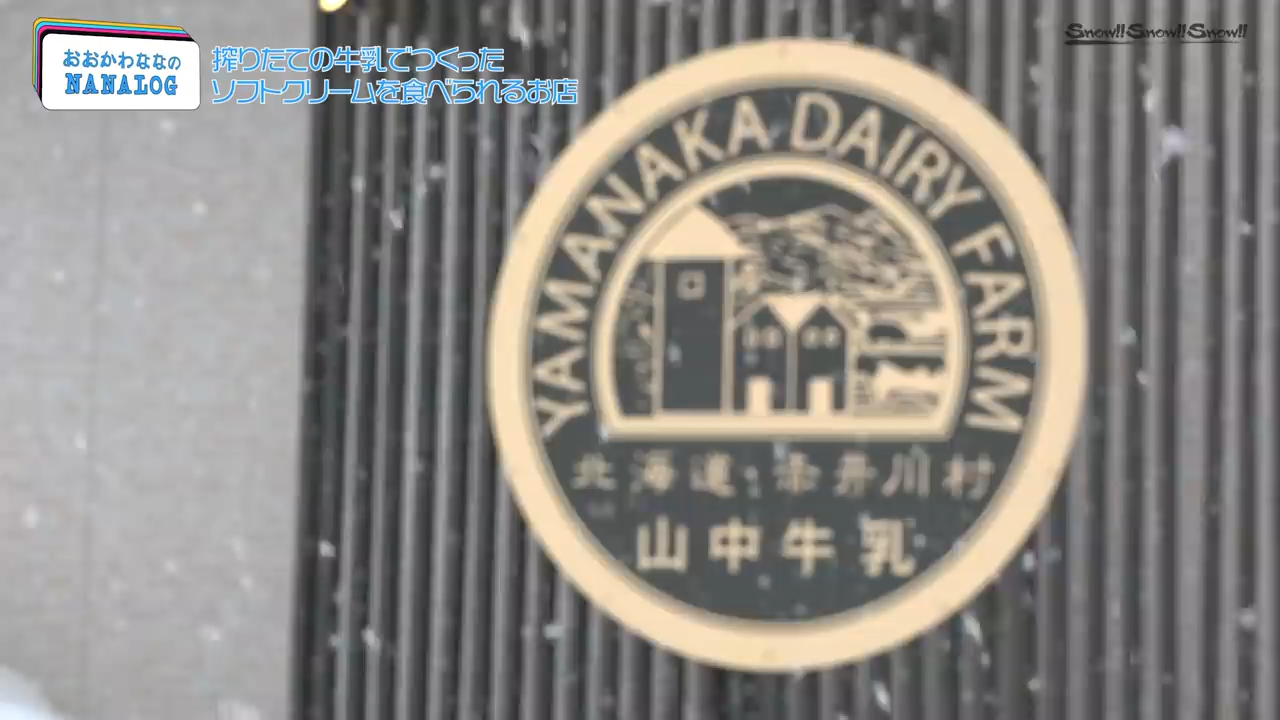 おおかわななの
NANALOG
搾りたての牛乳でつくった
ソフトクリームを食べられるお店
Snow!! Snow!! Snow!!
YAMANAKA DAIRY FARM
北海道・赤井川村
山中牛乳